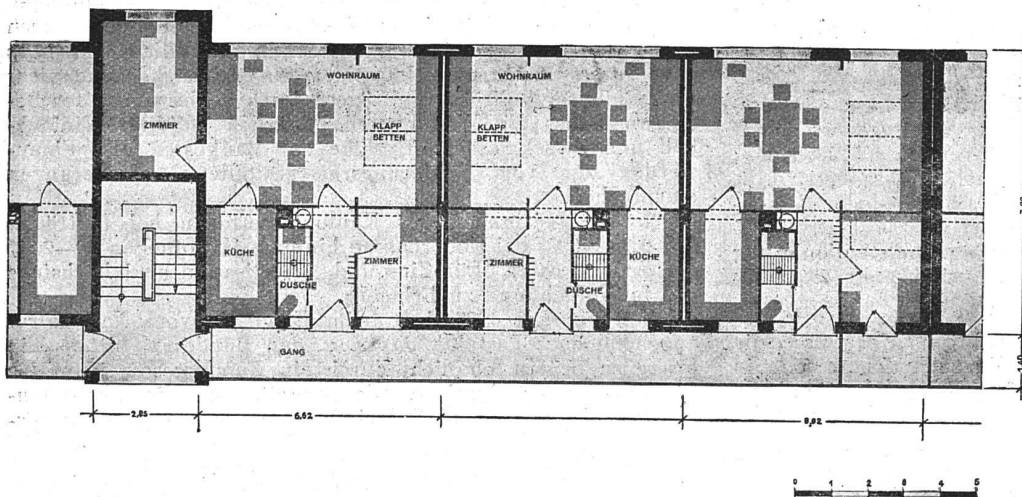 WOHNRAUM
WOHNRAUM
ZIMMER
KLAPP
BETTEN
KLAPP
BETTEN
KÜCHE
ZIMMER
ZIMMER
KÜCHE
DUSCHE
DUSCHE
GANG
2,85
6,62
0 1 2 3 4 5